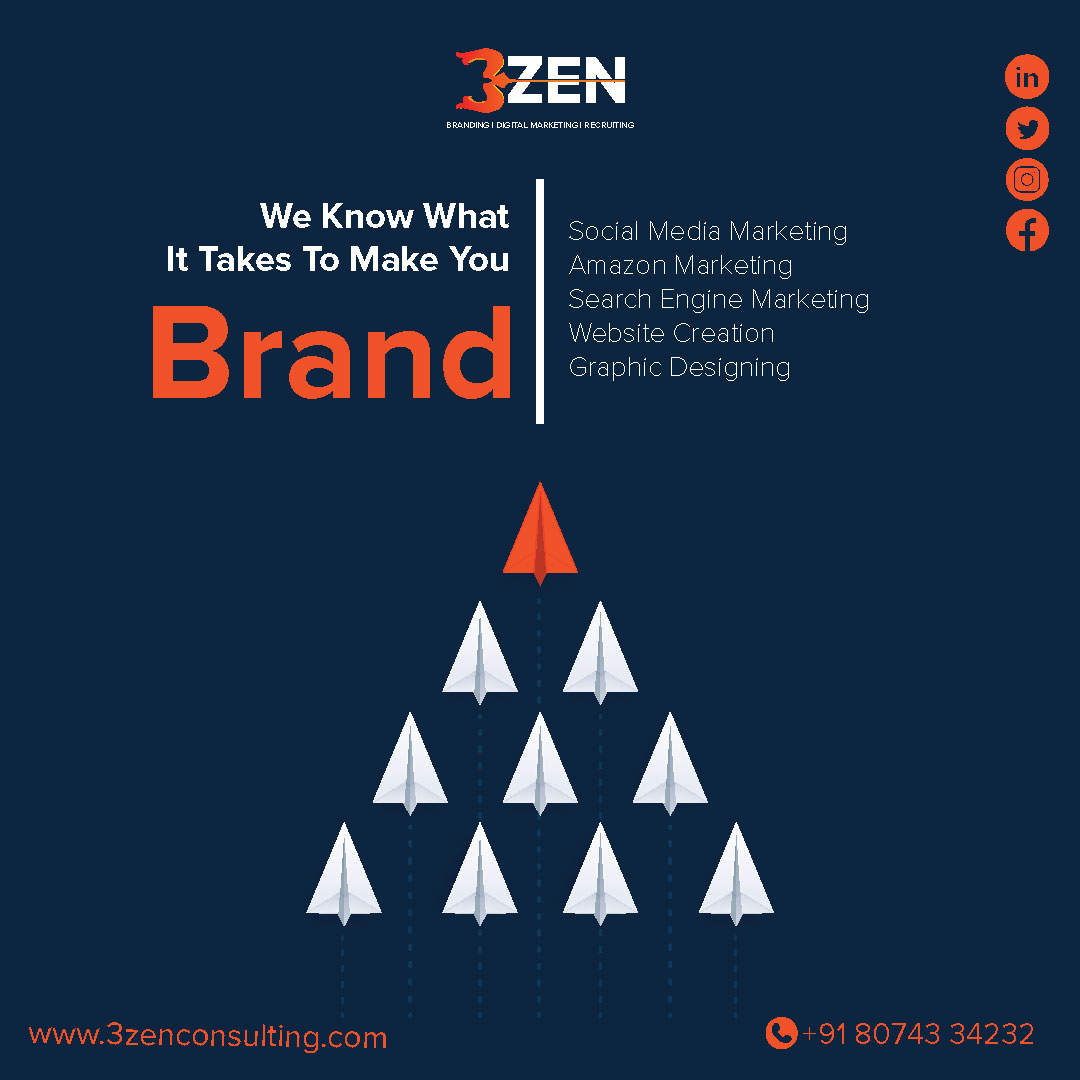 3ZEN
BRANDING | DIGITAL MARKETING | RECRUITING
We Know What
It Takes To Make You
Brand
Social Media Marketing
Amazon Marketing
Search Engine Marketing
Website Creation
Graphic Designing
www.3zenconsulting.com
+91 80743 34232